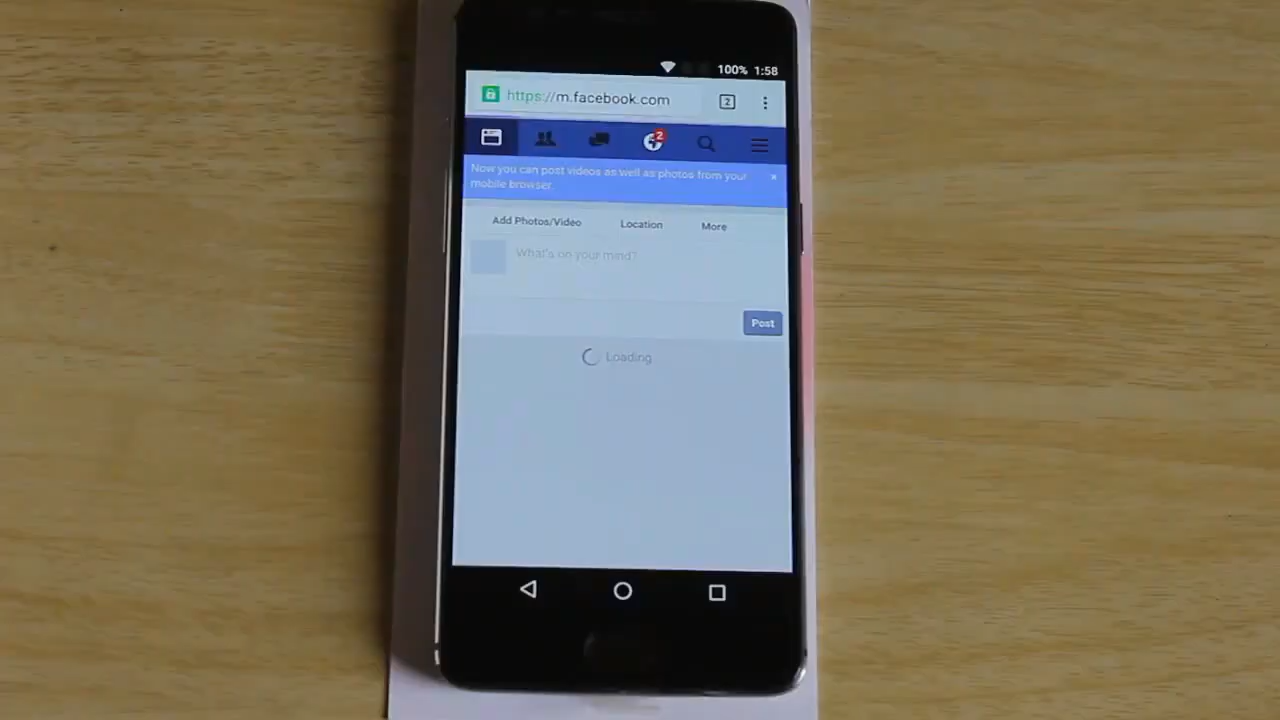 100% 1:58
https://m.facebook.com 2
2
Now you can post videos as well as photos from your ×
mobile browser.
Add Photos/Video Location More
What's on your mind?
Post
Loading